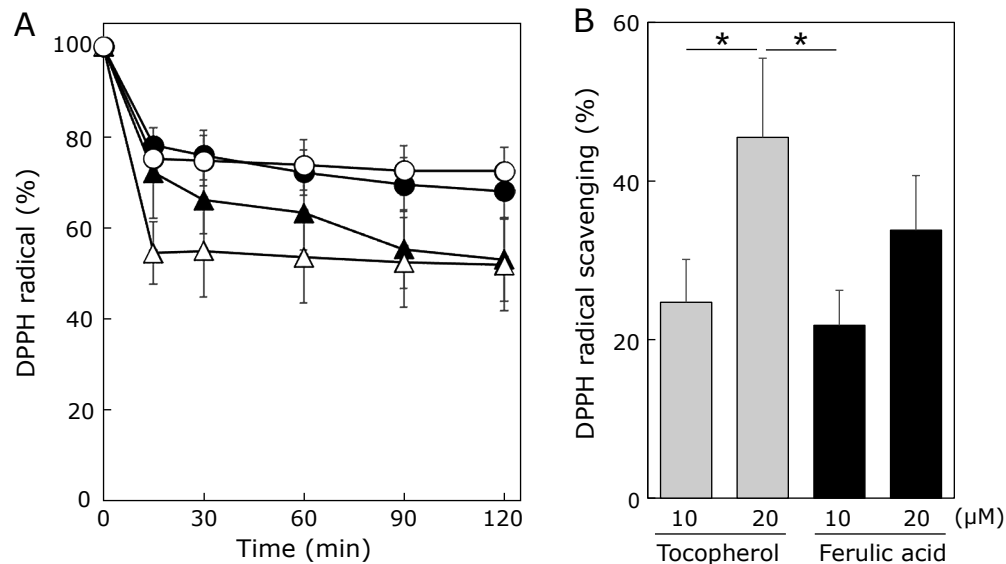 A
DPPH radical (%)
100
80
60
40
20
0
0 30 60 90 120
Time (min)
B
DPPH radical scavenging (%)
60
40
20
0
* *
10 20 10 20 (μM)
Tocopherol Ferulic acid